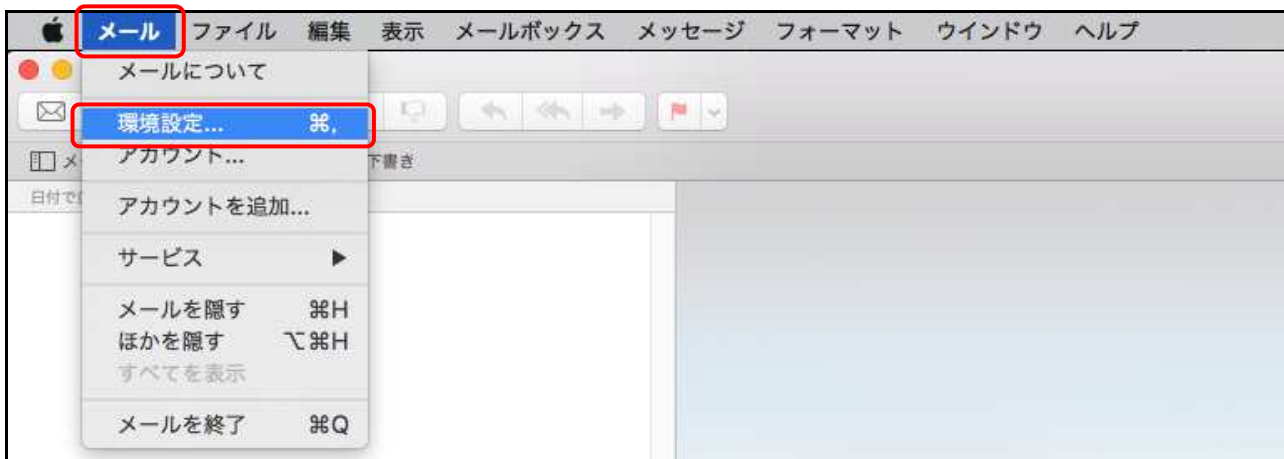 メール ファイル 編集 表示 メールボックス メッセージ フォーマット ウインドウ ヘルプ
メールについて
環境設定... ⌘,
アカウント...
下書き
日付で
アカウントを追加...
サービス ▶
メールを隠す ⌘H
ほかを隠す ⌥⌘H
すべてを表示
メールを終了 ⌘Q